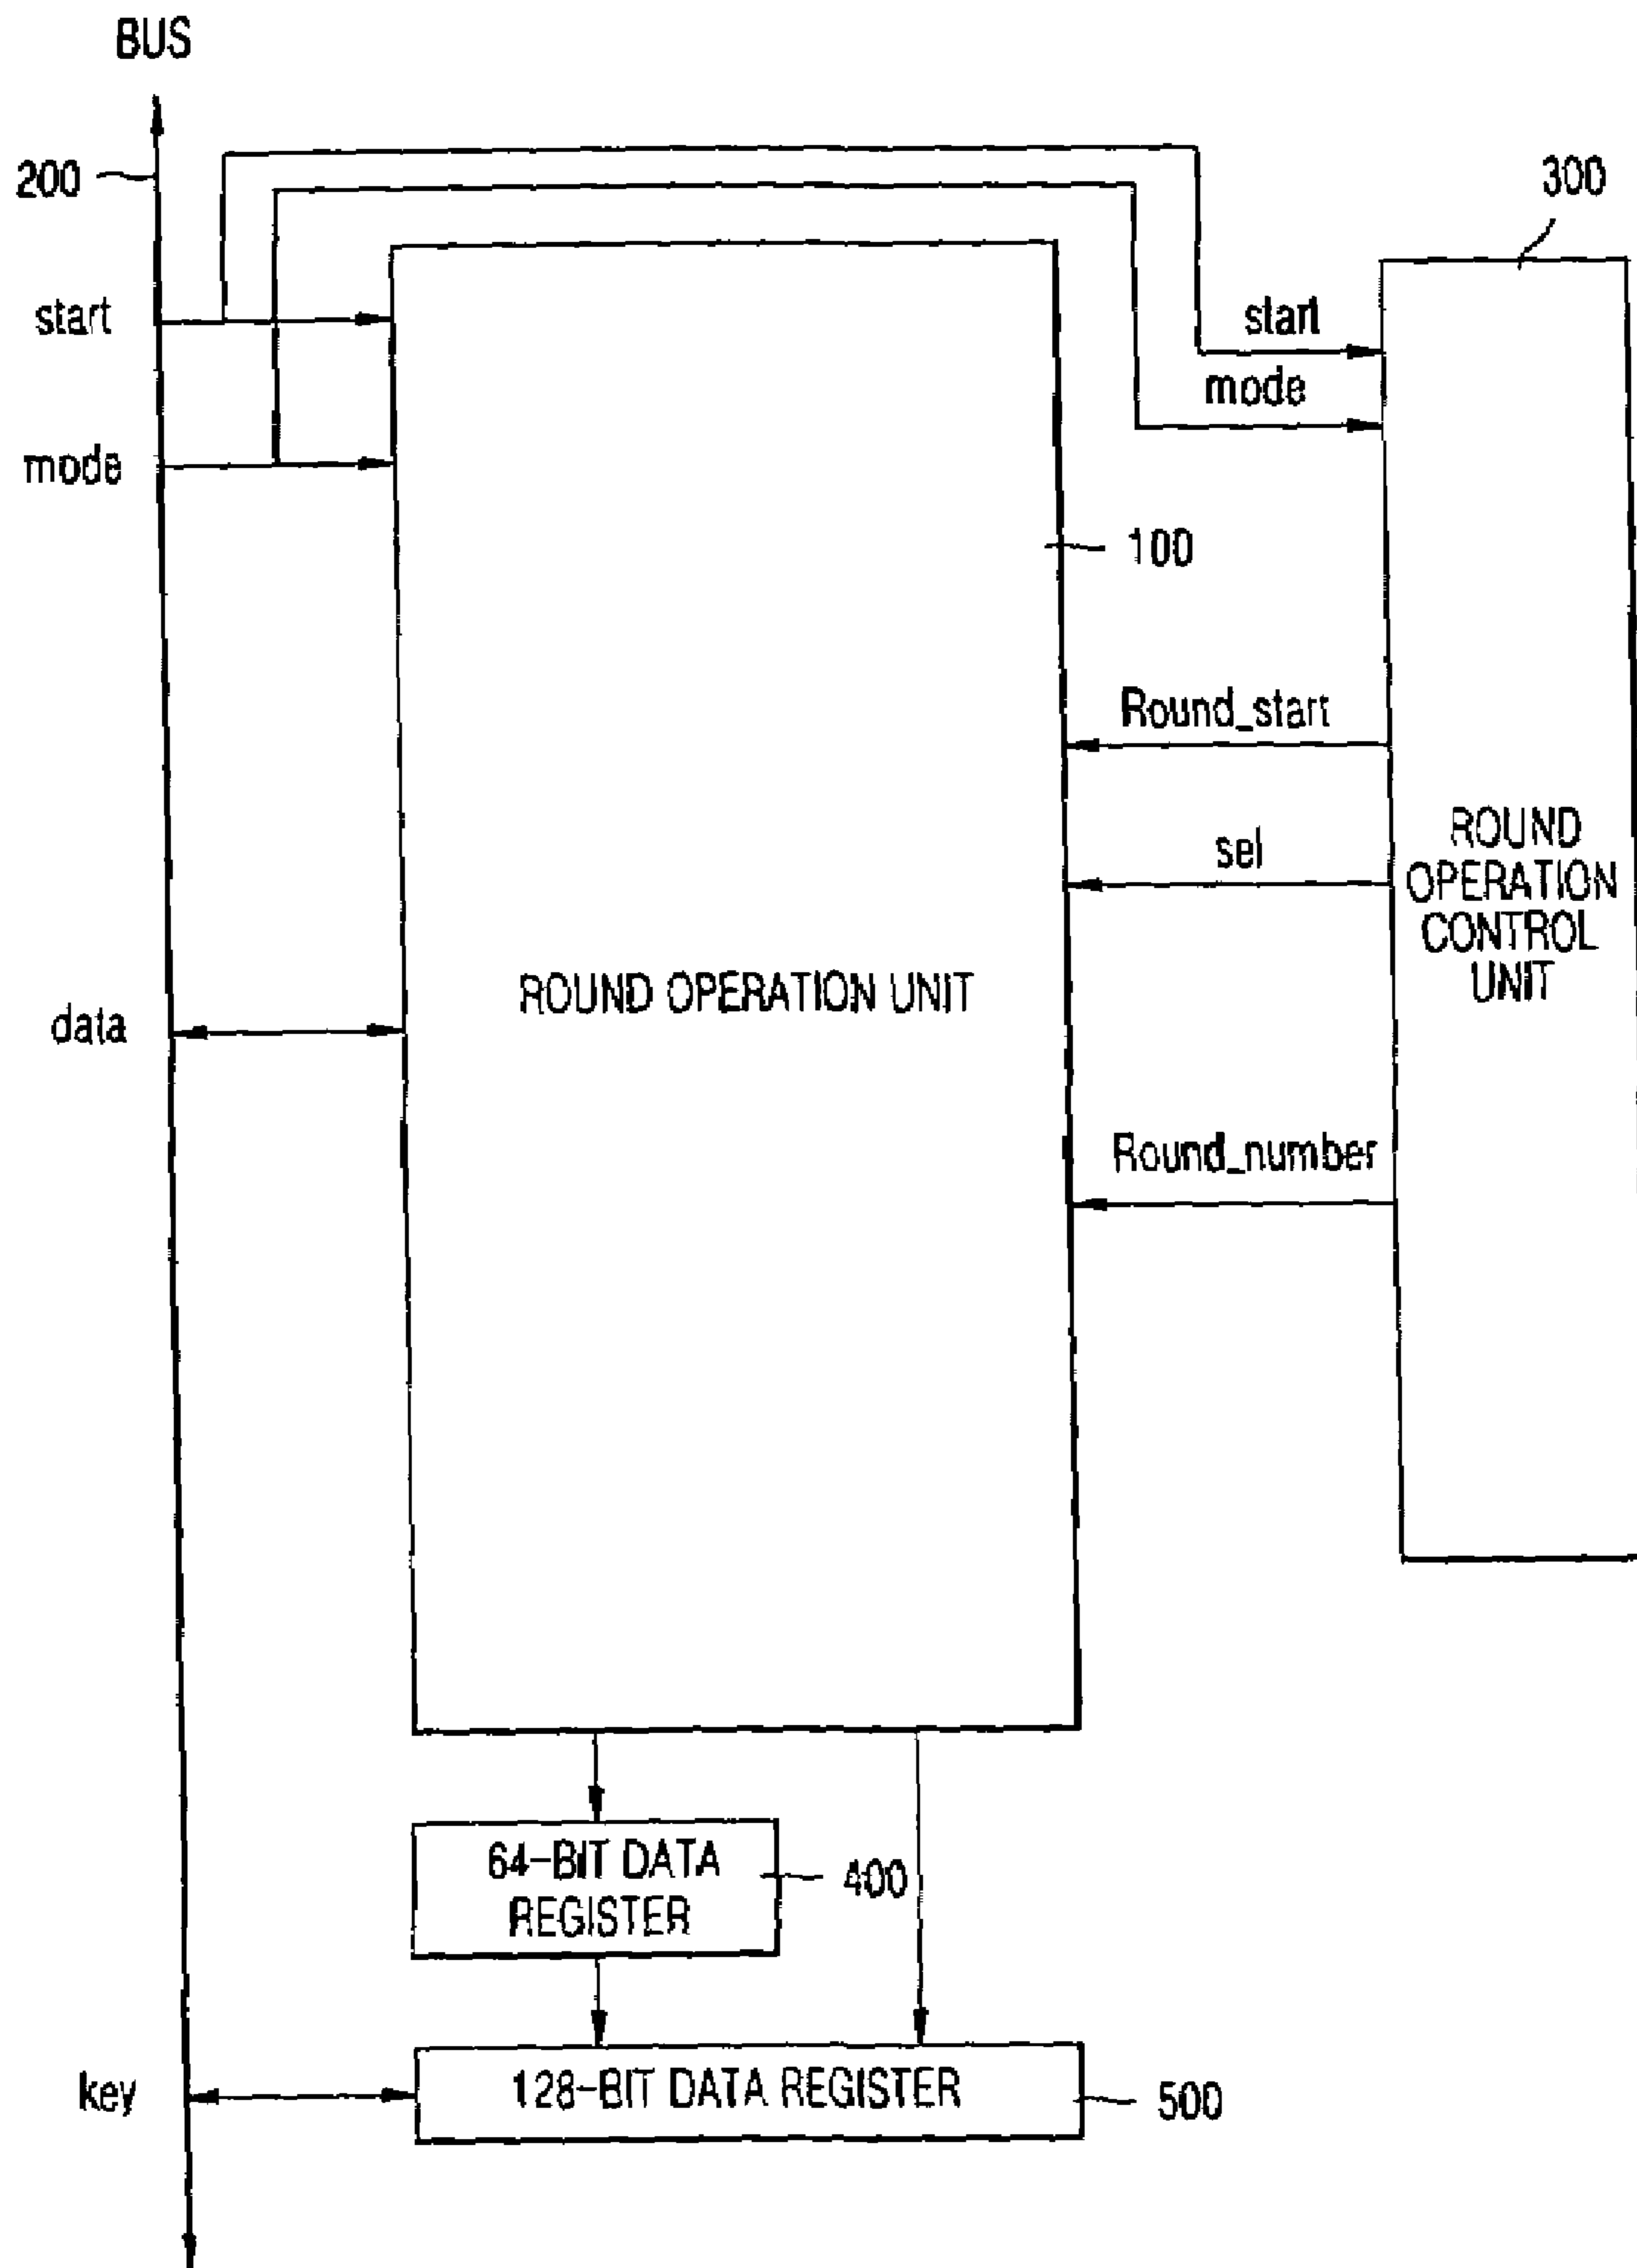 BUS
200
300
start
start
mode
mode
100
Round_start
sel
ROUND
OPERATION
CONTROL
UNIT
ROUND OPERATION UNIT
data
Round_number
64-BIT DATA
REGISTER
400
key
128-BIT DATA REGISTER
500